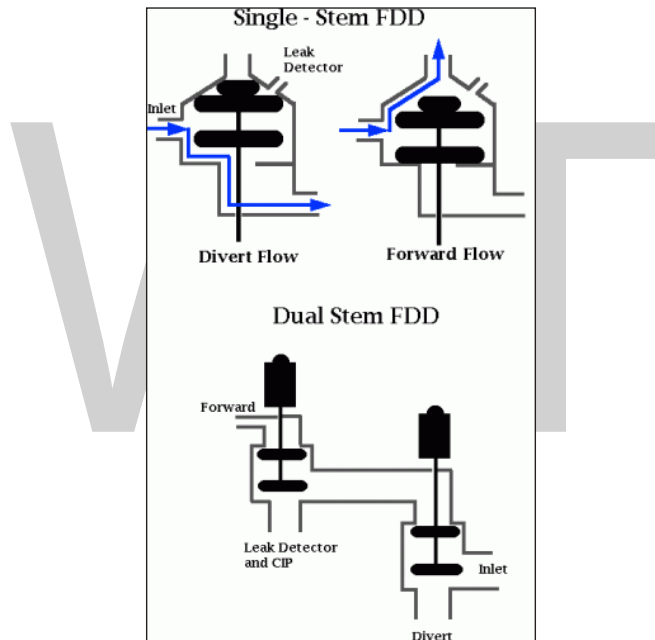 Single - Stem FDD
Leak
Detector
Inlet
Divert Flow
Forward Flow
Dual Stem FDD
Forward
Leak Detector
and CIP
Inlet
Divert